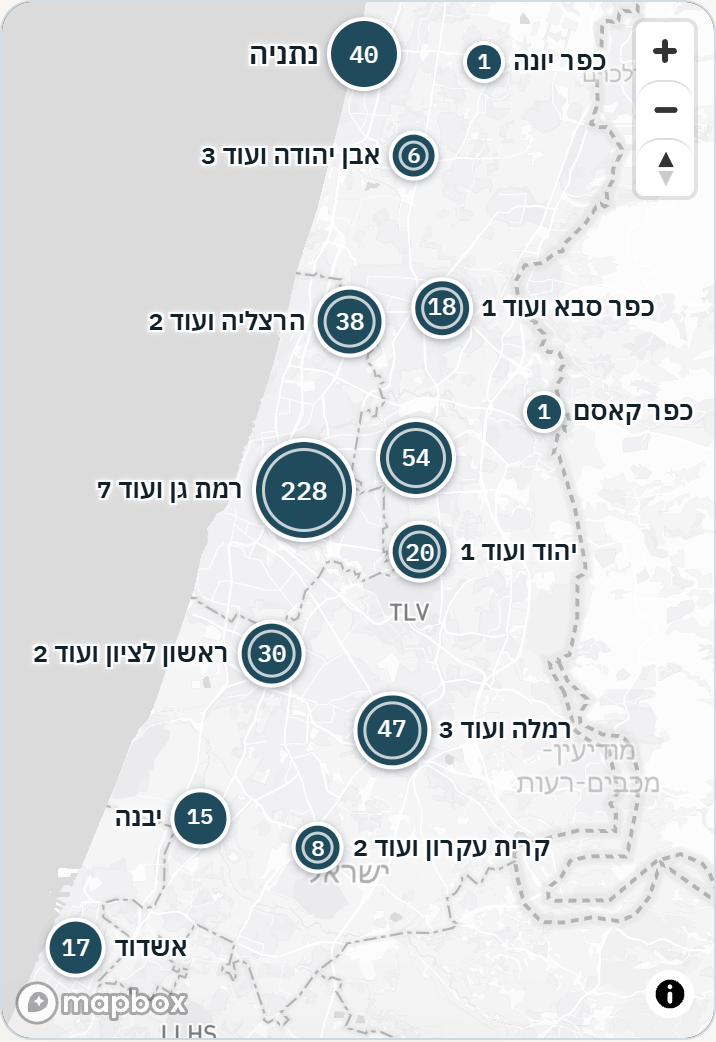 נתניה
40
1
כפר יונה
אבן יהודה ועוד 3
6
הרצליה ועוד 2
38
18
כפר סבא ועוד 1
1
כפר קאסם
54
רמת גן ועוד 7
228
20
יהוד ועוד 1
TLV
ראשון לציון ועוד 2
30
47
רמלה ועוד 3
מודיעין-
מכבים-רעות
יבנה
15
8
קרית עקרון ועוד 2
ישראל
17
אשדוד
mapbox
LLHS